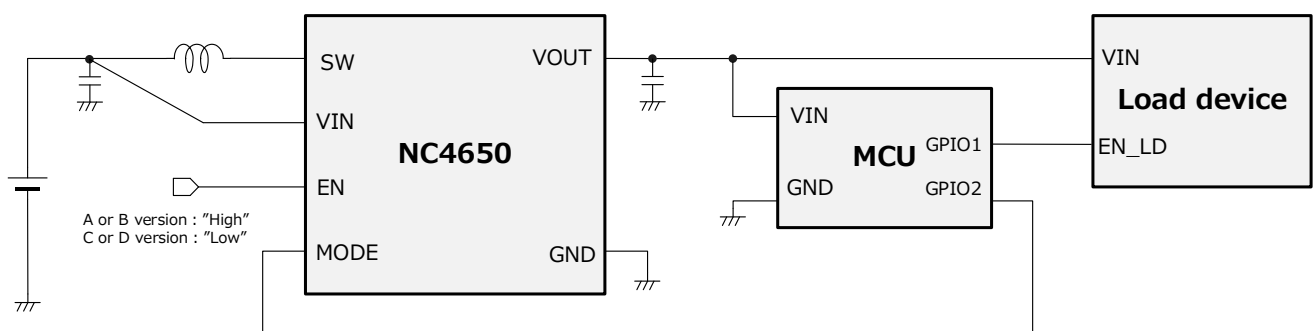 SW
VIN
NC4650
EN
MODE
VOUT
GND
A or B version : ”High”
C or D version : ”Low”
VIN
MCU
GPIO1
GND
GPIO2
VIN
Load device
EN_LD